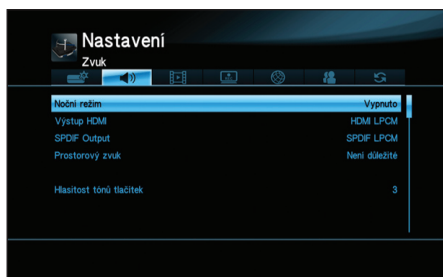 Nastavení
Zvuk
Noční režim Vypnuto
Výstup HDMI HDMI LPCM
SPDIF Output SPDIF LPCM
Prostorový zvuk Není důležité
Hlasitost tónů tlačítek 3